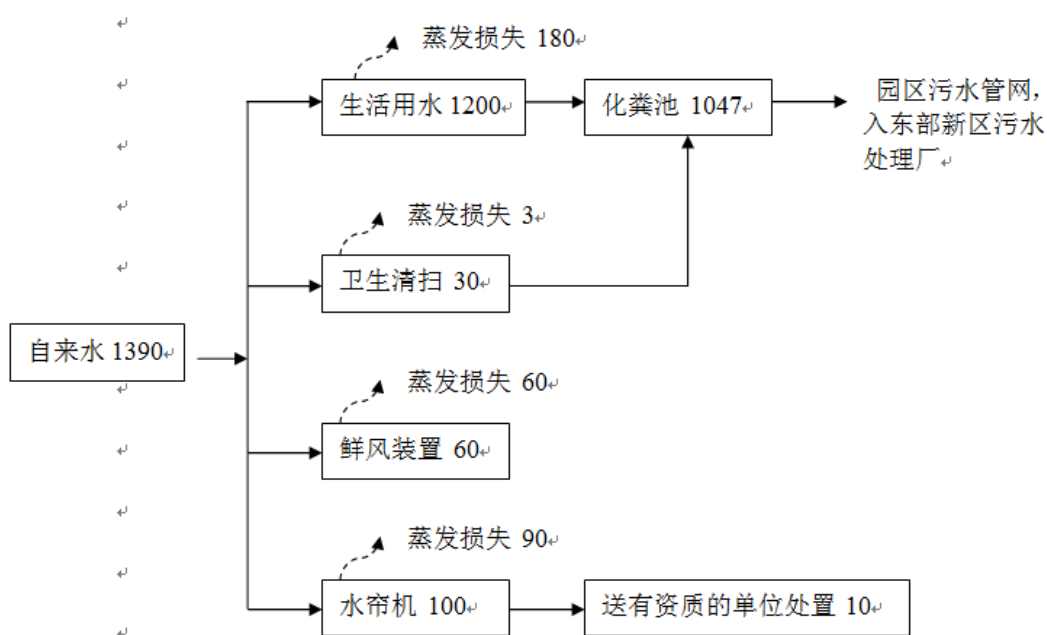 蒸发损失 180
生活用水 1200
化粪池 1047
园区污水管网，
入东部新区污水
处理厂
蒸发损失 3
卫生清扫 30
自来水 1390
蒸发损失 60
鲜风装置 60
蒸发损失 90
水帘机 100
送有资质的单位处置 10